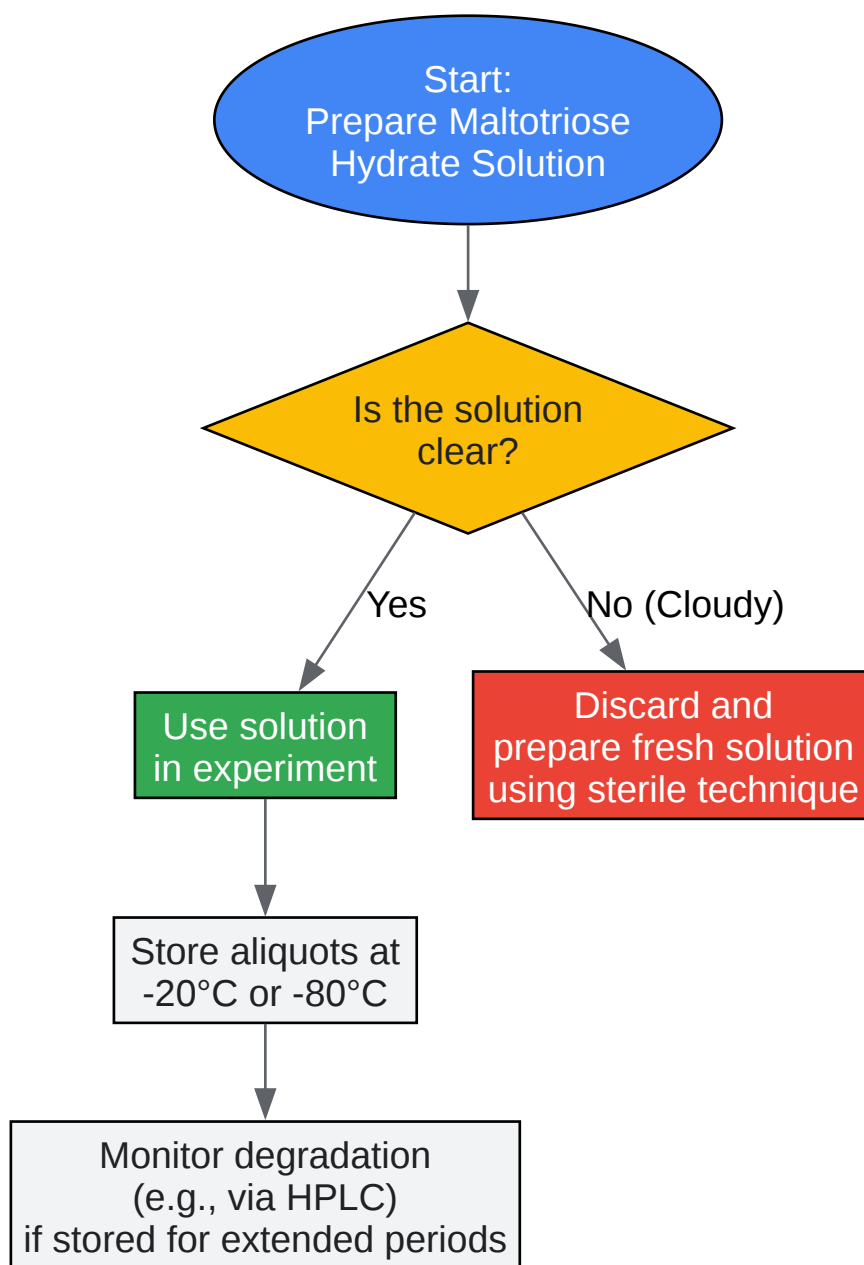 Start:
Prepare Maltotriose
Hydrate Solution
Is the solution
clear?
Yes
No (Cloudy)
Use solution
in experiment
Discard and
prepare fresh solution
using sterile technique
Store aliquots at
-20°C or -80°C
Monitor degradation
(e.g., via HPLC)
if stored for extended periods